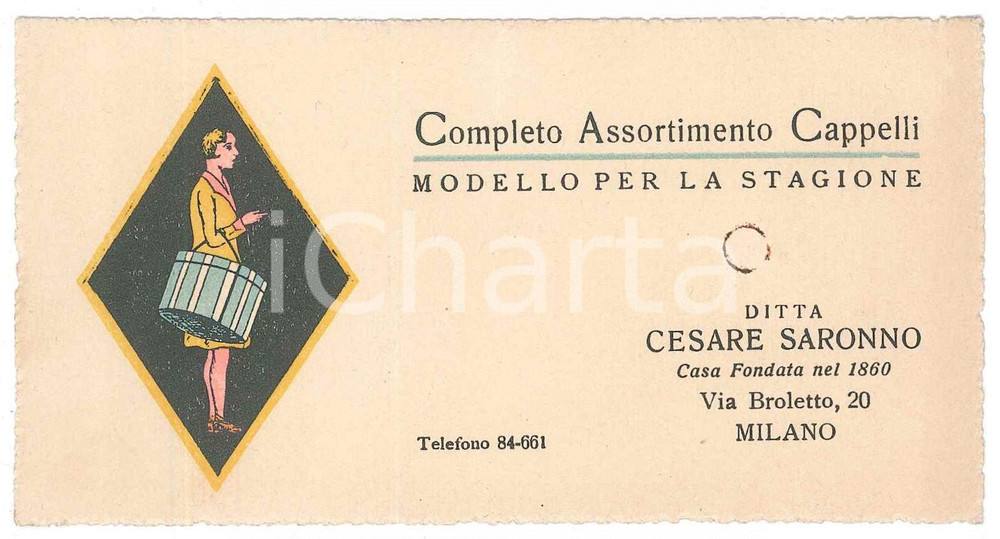 Completo Assortimento Cappelli
MODELLO PER LA STAGIONE
iCharta
DITTA
CESARE SARONNO
Casa Fondata nel 1860
Via Broletto, 20
MILANO
Telefono 84-661